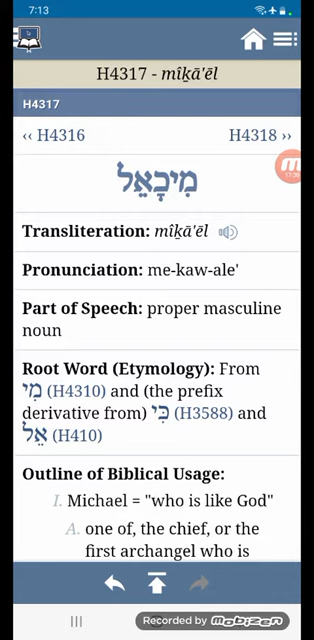 7:13
H4317 - mîḵā'ēl
H4317
‹‹ H4316 H4318 ››
מִיכָאֵל
17:39
Transliteration: mîḵā'ēl
Pronunciation: me-kaw-ale'
Part of Speech: proper masculine
noun
Root Word (Etymology): From
מִי (H4310) and (the prefix
derivative from) כִּי (H3588) and
אֵל (H410)
Outline of Biblical Usage:
I. Michael = "who is like God"
A. one of, the chief, or the
first archangel who is
Recorded by mobizen